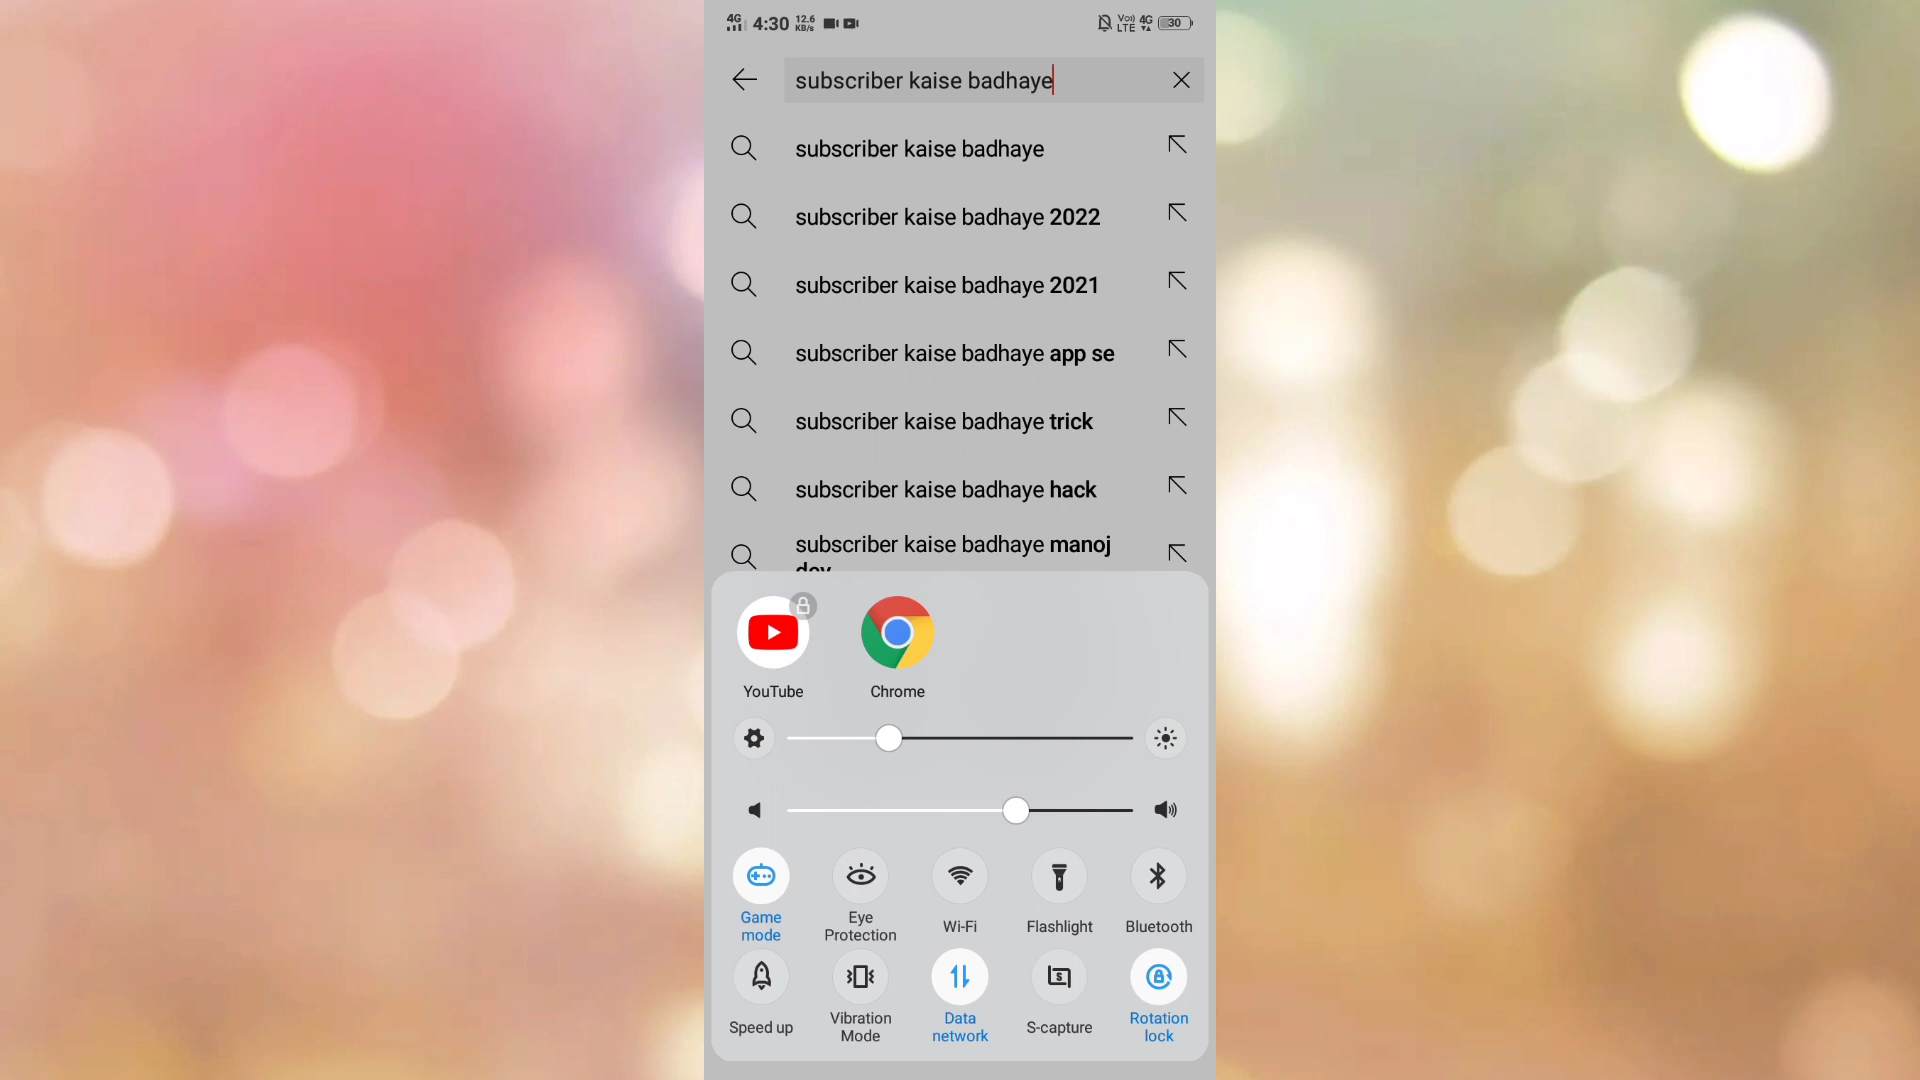 4G 4:30 12.6 KB/s VoLTE 4G 30
subscriber kaise badhaye
subscriber kaise badhaye
subscriber kaise badhaye 2022
subscriber kaise badhaye 2021
subscriber kaise badhaye app se
subscriber kaise badhaye trick
subscriber kaise badhaye hack
subscriber kaise badhaye manoj
dev
YouTube Chrome
Game mode
Eye Protection
Wi-Fi
Flashlight
Bluetooth
Speed up
Vibration Mode
Data network
S-capture
Rotation lock